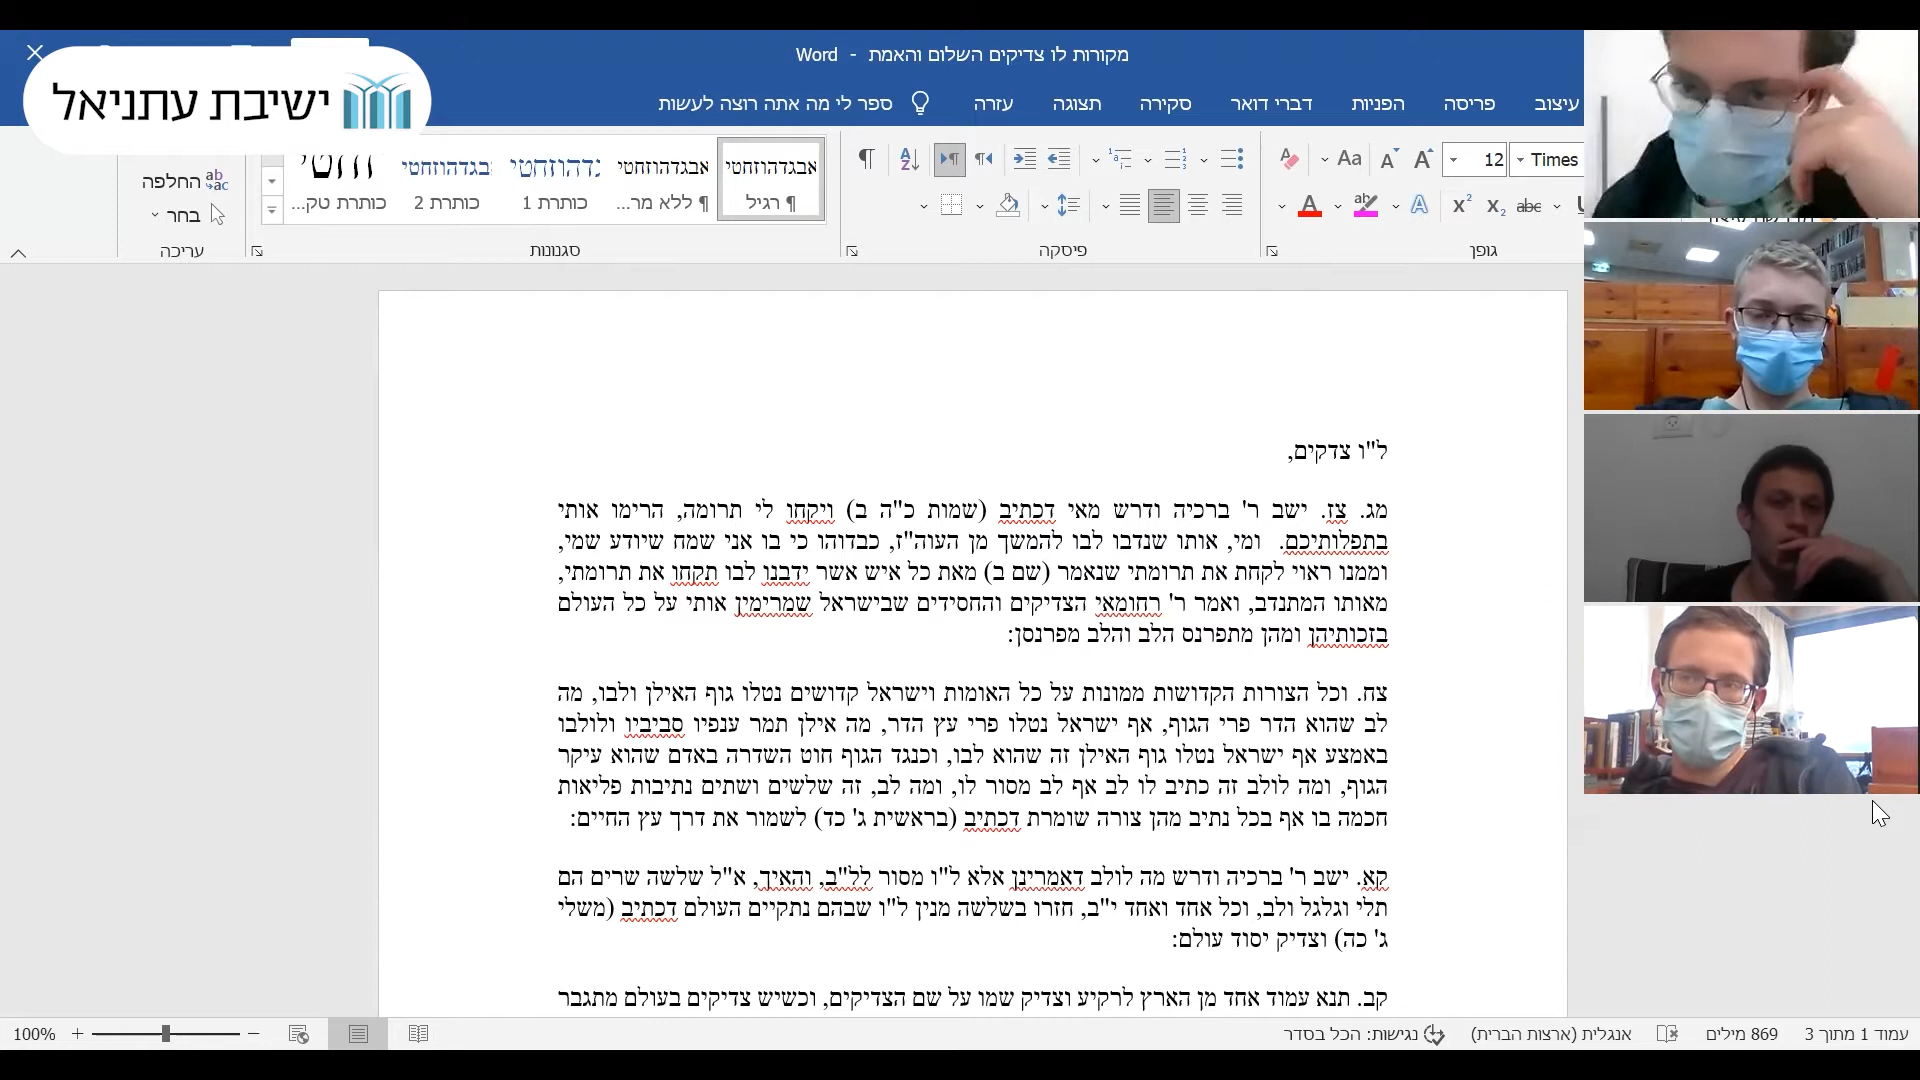 מקורות לו צדיקים השלום והאמת - Word
ישיבת עתניאל
עיצוב פריסה הפניות דברי דואר סקירה תצוגה עזרה ספר לי מה אתה רוצה לעשות
Times 12 Aa
אבגדהוזחטי אבגדהוזחטי
¶ רגיל ¶ ללא מר... כותרת 1 כותרת 2 כותרת טק...
החלפה
בחר
גופן פיסקה סגנונות עריכה
ל"ו צדקים,
מג. צז. ישב ר' ברכיה ודרש מאי דכתיב (שמות כ"ה ב) ויקחו לי תרומה, הרימו אותי
בתפלותיכם. ומי, אותו שנדבו לבו להמשך מן העוה"ז, כבדוהו כי בו אני שמח שיודע שמי,
וממנו ראוי לקחת את תרומתי שנאמר (שם ב) מאת כל איש אשר ידבנו לבו תקחו את תרומתי,
מאותו המתנדב, ואמר ר' רחומאי הצדיקים והחסידים שבישראל שמרימין אותי על כל העולם
בזכותיהן ומהן מתפרנס הלב והלב מפרנסן:
צח. וכל הצורות הקדושות ממונות על כל האומות וישראל קדושים נטלו גוף האילן ולבו, מה
לב שהוא הדר פרי הגוף, אף ישראל נטלו פרי עץ הדר, מה אילן תמר ענפיו סביביו ולולבו
באמצע אף ישראל נטלו גוף האילן זה שהוא לבו, וכנגד הגוף חוט השדרה באדם שהוא עיקר
הגוף, ומה לולב זה כתיב לו לב אף לב מסור לו, ומה לב, זה שלשים ושתים נתיבות פליאות
חכמה בו אף בכל נתיב מהן צורה שומרת דכתיב (בראשית ג' כד) לשמור את דרך עץ החיים:
קא. ישב ר' ברכיה ודרש מה לולב דאמרינן אלא ל"ו מסור לל"ב, והאיך, א"ל שלשה שרים הם
תלי וגלגל ולב, וכל אחד ואחד י"ב, חזרו בשלשה מנין ל"ו שבהם נתקיים העולם דכתיב (משלי
ג' כה) וצדיק יסוד עולם:
קב. תנא עמוד אחד מן הארץ לרקיע וצדיק שמו על שם הצדיקים, וכשיש צדיקים בעולם מתגבר
עמוד 1 מתוך 3 869 מילים אנגלית (ארצות הברית) נגישות: הכל בסדר 100%